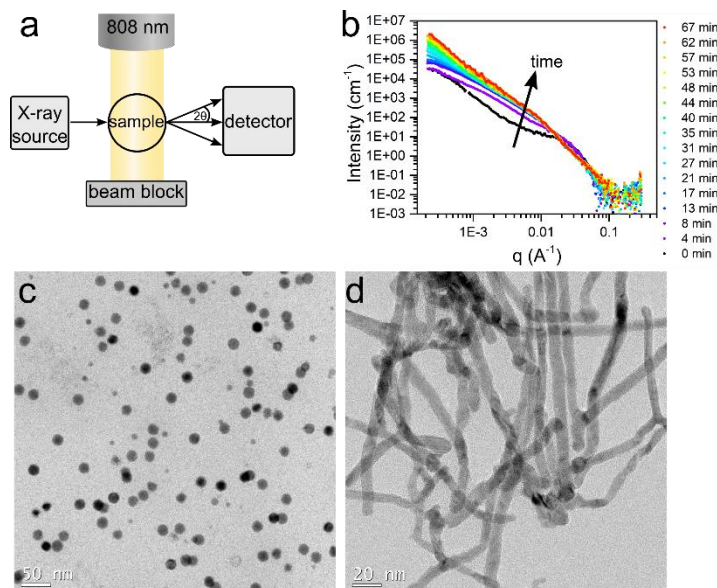 a
808 nm
X-ray
source
sample
2θ
detector
beam block
b
1E+07
1E+06
1E+05
1E+04
1E+03
1E+02
1E+01
1E+00
1E-01
1E-02
1E-03
Intensity (cm⁻¹)
time
1E-3
0.01
0.1
q (A⁻¹)
67 min
62 min
57 min
53 min
48 min
44 min
40 min
35 min
31 min
27 min
21 min
17 min
13 min
8 min
4 min
0 min
c
50 nm
d
20 nm